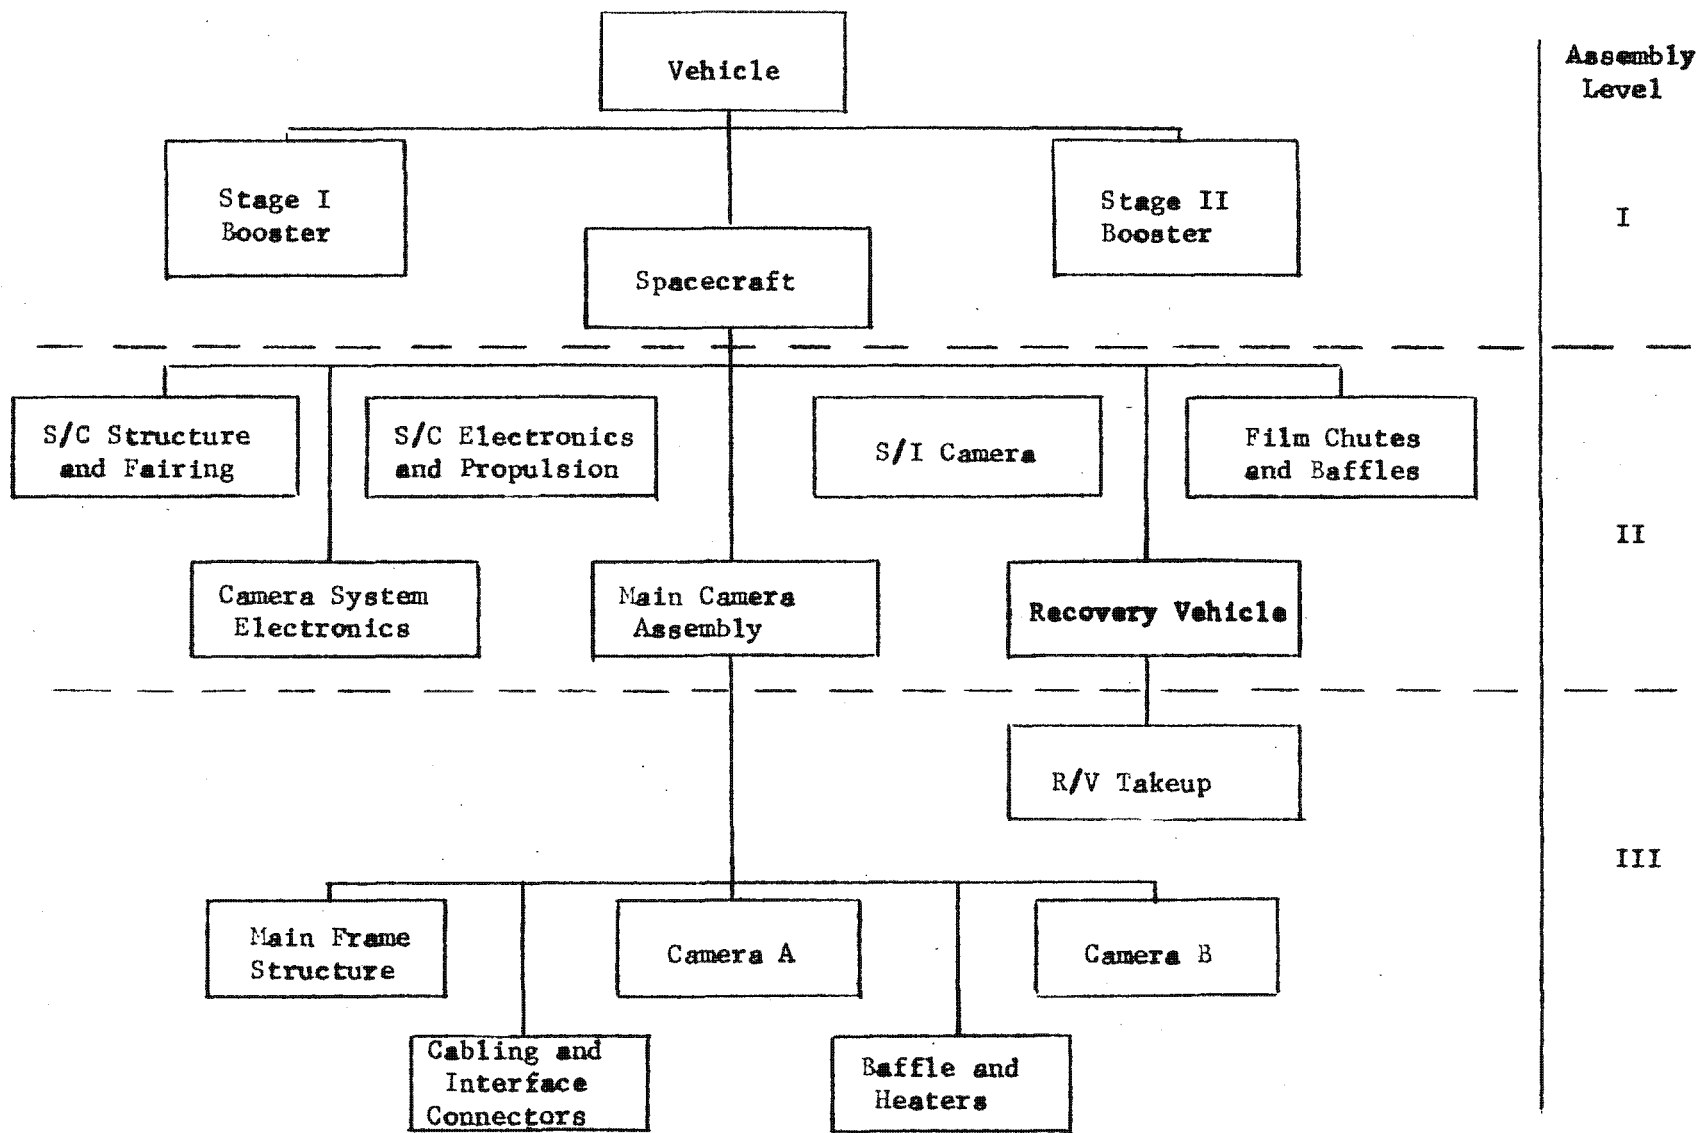 Vehicle
Assembly
Level
Stage I
Booster
Spacecraft
Stage II
Booster
I
S/C Structure
and Fairing
S/C Electronics
and Propulsion
S/I Camera
Film Chutes
and Baffles
II
Camera System
Electronics
Main Camera
Assembly
Recovery Vehicle
R/V Takeup
III
Main Frame
Structure
Camera A
Camera B
Cabling and
Interface
Connectors
Baffle and
Heaters